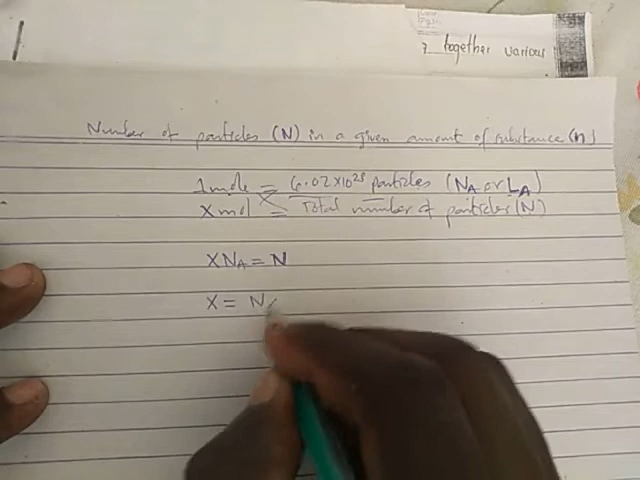 7 together various
Number of particles (N) in a given amount of substance (n)
1 mole = 6.02×10²³ particles (NA or LA)
X mol = Total number of particles (N)
XNA = N
X = N/